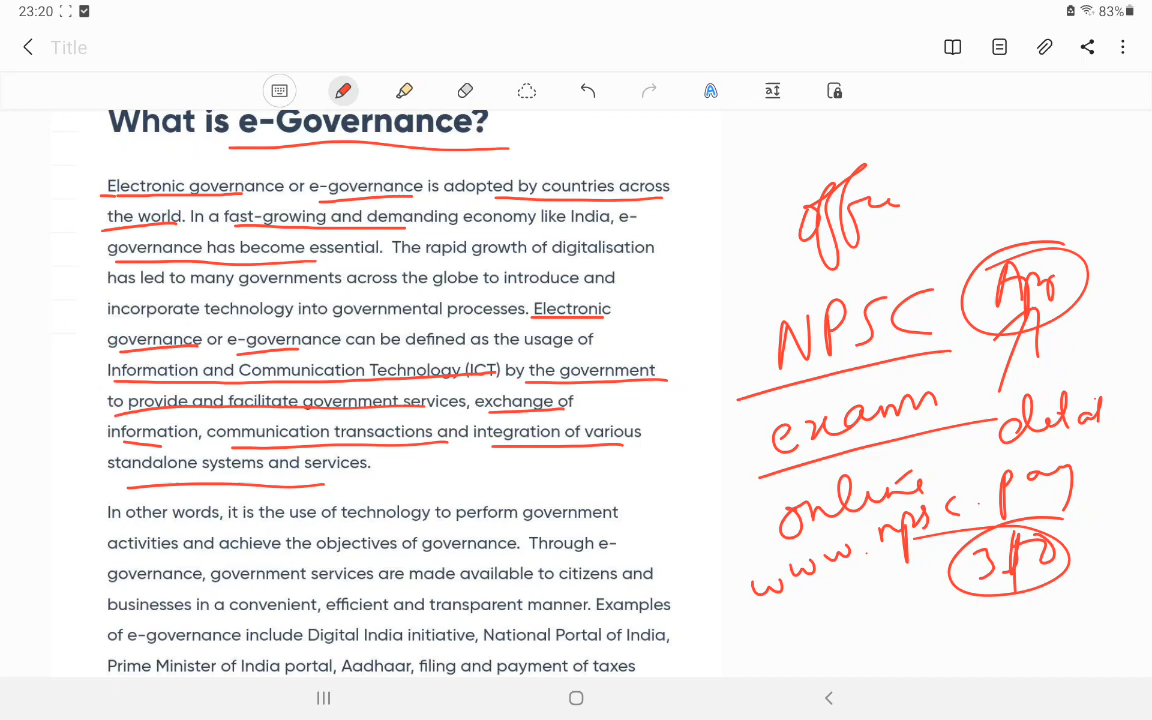 23:20
83%
Title
What is e-Governance?
Electronic governance or e-governance is adopted by countries across
the world. In a fast-growing and demanding economy like India, e-
governance has become essential.  The rapid growth of digitalisation
has led to many governments across the globe to introduce and
incorporate technology into governmental processes. Electronic
governance or e-governance can be defined as the usage of
Information and Communication Technology (ICT) by the government
to provide and facilitate government services, exchange of
information, communication transactions and integration of various
standalone systems and services.
In other words, it is the use of technology to perform government
activities and achieve the objectives of governance.  Through e-
governance, government services are made available to citizens and
businesses in a convenient, efficient and transparent manner. Examples
of e-governance include Digital India initiative, National Portal of India,
Prime Minister of India portal, Aadhaar, filing and payment of taxes
NPSC
exam
detail
online
pay
www.npsc.